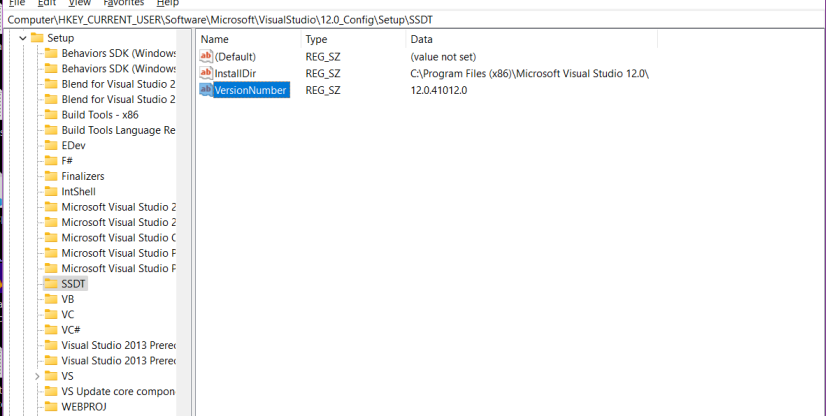 File Edit View Favorites Help
Computer\HKEY_CURRENT_USER\Software\Microsoft\VisualStudio\12.0_Config\Setup\SSDT
Setup
Behaviors SDK (Windows
Behaviors SDK (Windows
Blend for Visual Studio 2
Blend for Visual Studio 2
Build Tools - x86
Build Tools Language Re
EDev
F#
Finalizers
IntShell
Microsoft Visual Studio 2
Microsoft Visual Studio 2
Microsoft Visual Studio C
Microsoft Visual Studio P
Microsoft Visual Studio P
SSDT
VB
VC
VC#
Visual Studio 2013 Prerec
Visual Studio 2013 Prerec
VS
VS Update core compon
WEBPROJ
Name Type Data
(Default) REG_SZ (value not set)
InstallDir REG_SZ C:\Program Files (x86)\Microsoft Visual Studio 12.0\
VersionNumber REG_SZ 12.0.41012.0